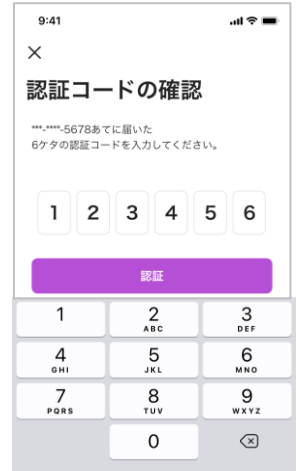 9:41
認証コードの確認
***-****-5678あてに届いた
6ケタの認証コードを入力してください。
1 2 3 4 5 6
認証
1 2 3
ABC DEF
4 5 6
GHI JKL MNO
7 8 9
PQRS TUV WXYZ
0